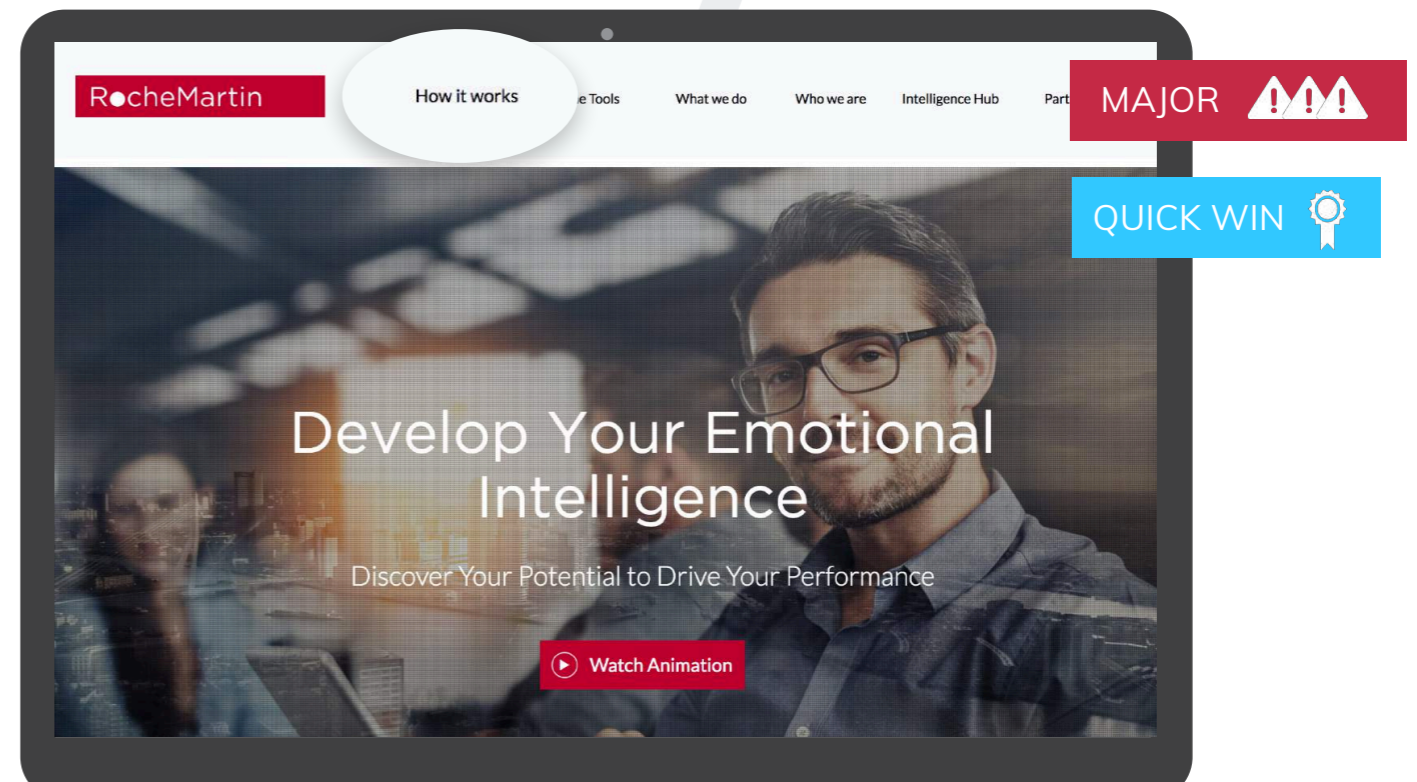 RocheMartin
How it works
Tools
What we do
Who we are
Intelligence Hub
MAJOR
QUICK WIN
Develop Your Emotional
Intelligence
Discover Your Potential to Drive Your Performance
Watch Animation